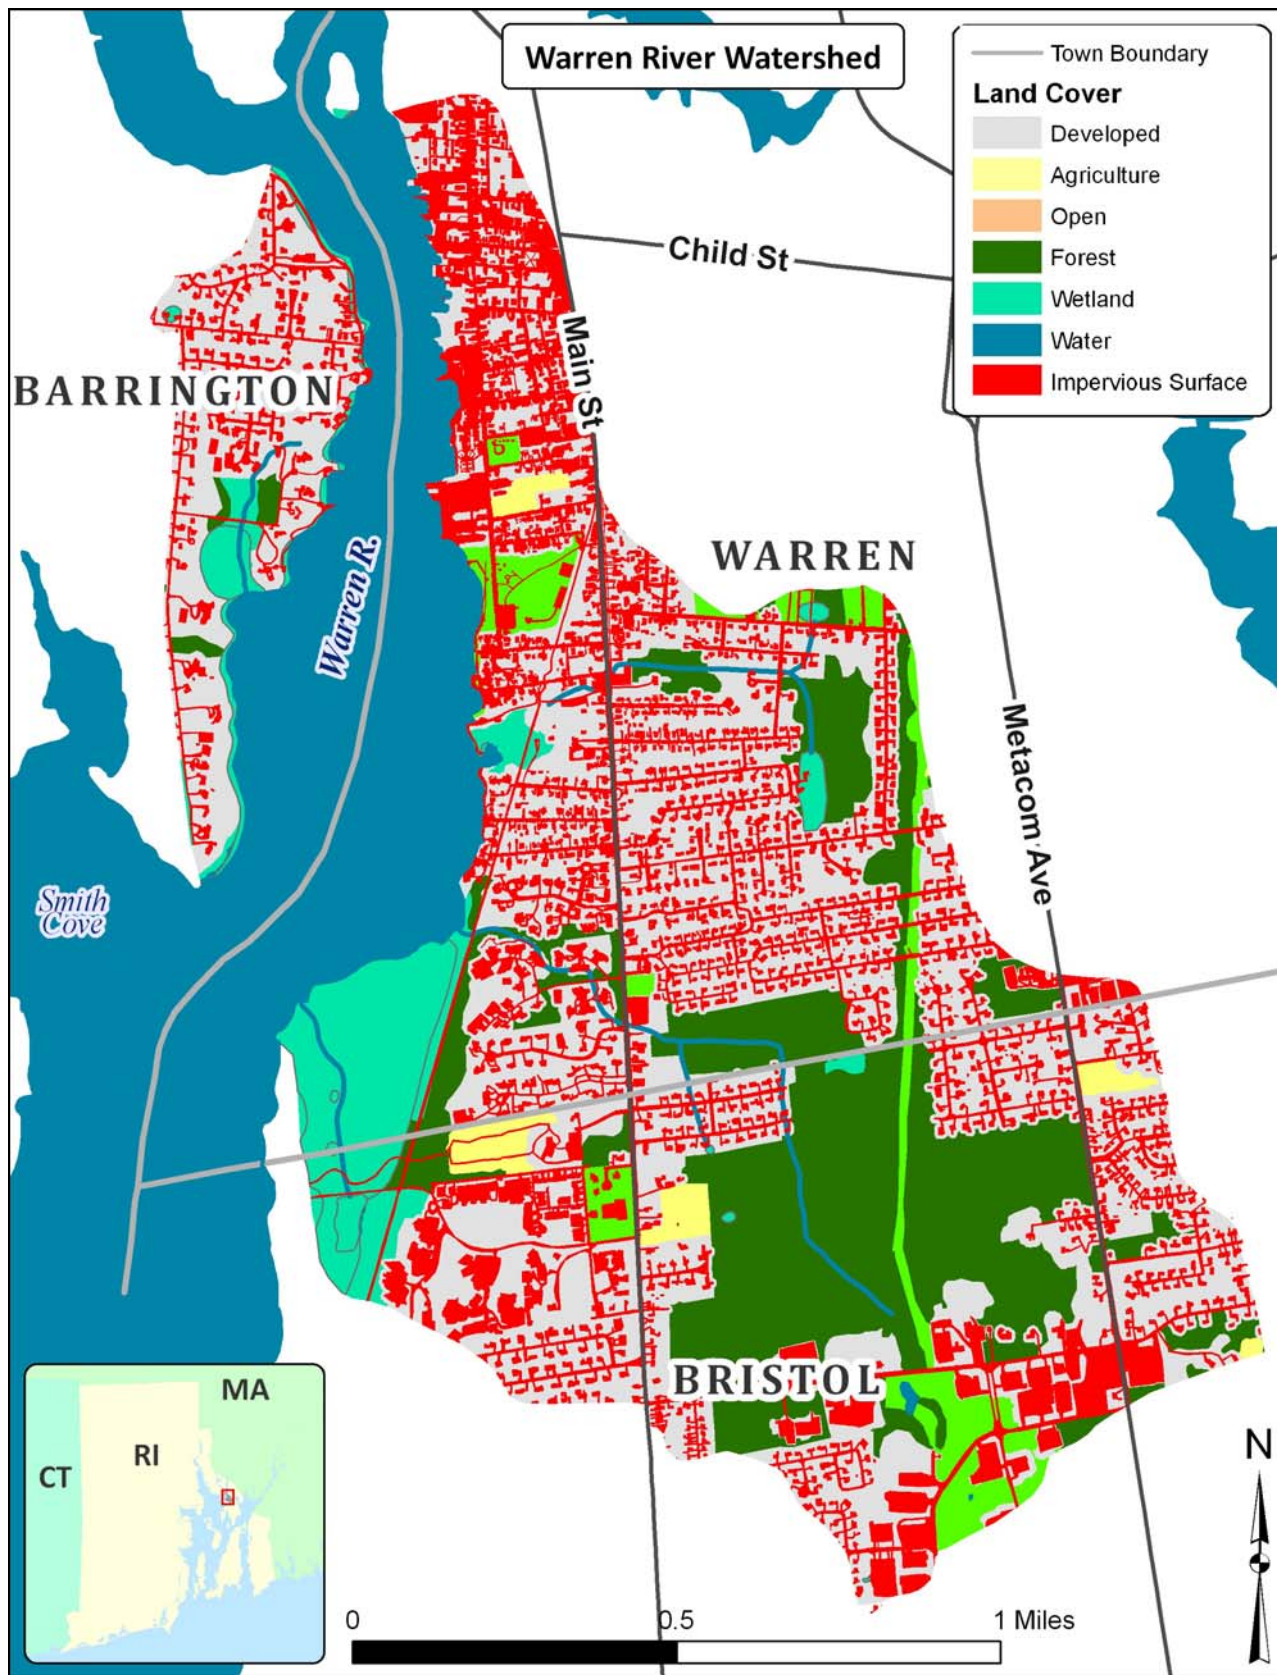 Warren River Watershed
Town Boundary
Land Cover
Developed
Agriculture
Open
Forest
Wetland
Water
Impervious Surface
Child St
Main St
BARRINGTON
WARREN
Warren R.
Metacom Ave
Smith
Cove
BRISTOL
MA
RI
CT
N
0 0.5 1 Miles